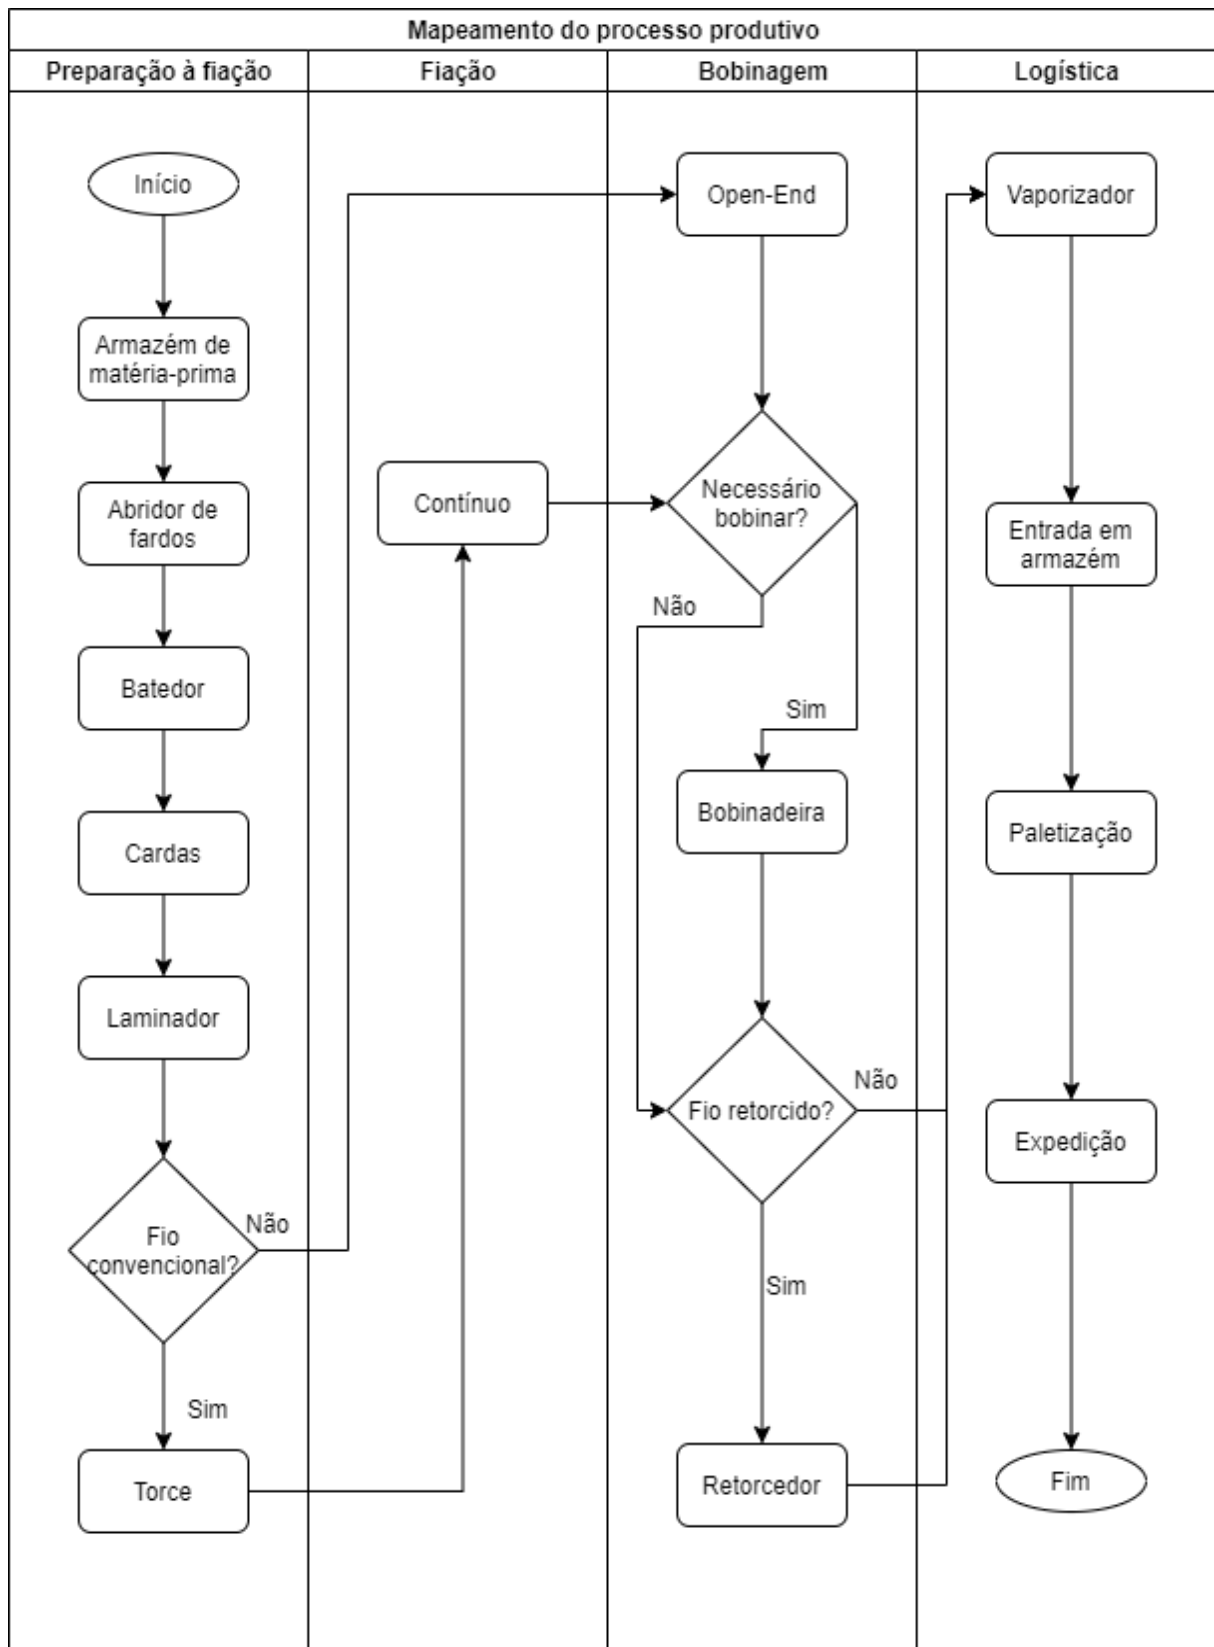 Mapeamento do processo produtivo
Preparação à fiação
Fiação
Bobinagem
Logística
Início
Armazém de
matéria-prima
Abridor de
fardos
Batedor
Cardas
Laminador
Fio
convencional?
Não
Sim
Torce
Contínuo
Open-End
Necessário
bobinar?
Não
Sim
Bobinadeira
Fio retorcido?
Não
Sim
Retorcedor
Vaporizador
Entrada em
armazém
Paletização
Expedição
Fim